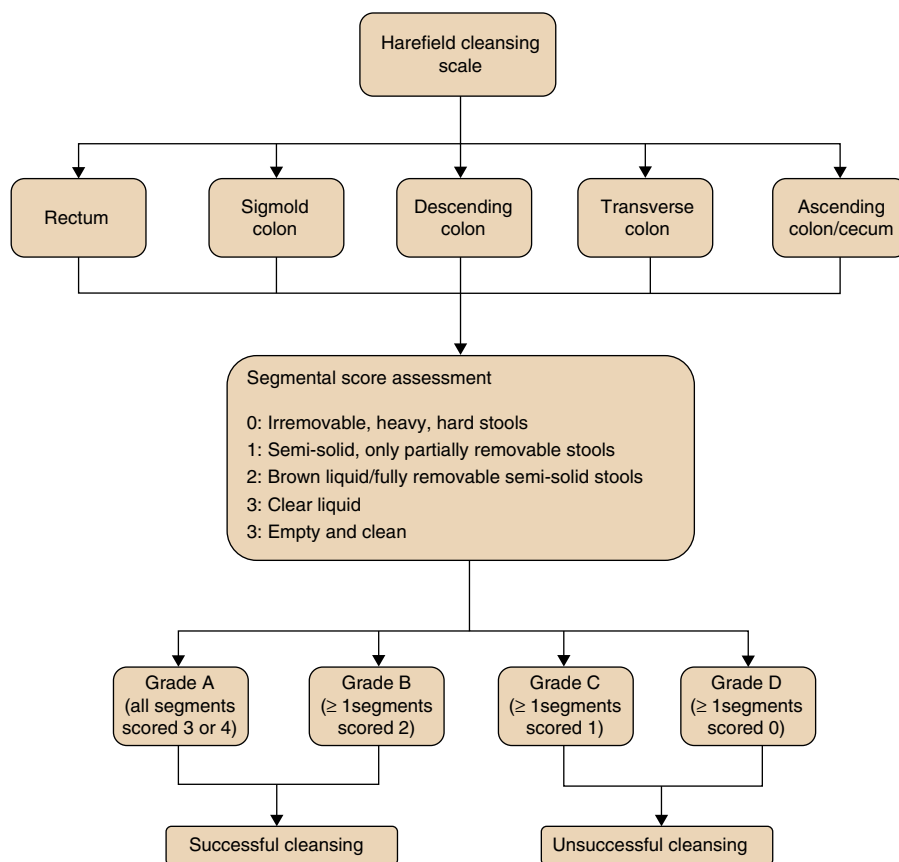 Harefield cleansing
scale
Rectum
Sigmold
colon
Descending
colon
Transverse
colon
Ascending
colon/cecum
Segmental score assessment
0: Irremovable, heavy, hard stools
1: Semi-solid, only partially removable stools
2: Brown liquid/fully removable semi-solid stools
3: Clear liquid
3: Empty and clean
Grade A
(all segments
scored 3 or 4)
Grade B
(≥ 1segments
scored 2)
Grade C
(≥ 1segments
scored 1)
Grade D
(≥ 1segments
scored 0)
Successful cleansing
Unsuccessful cleansing